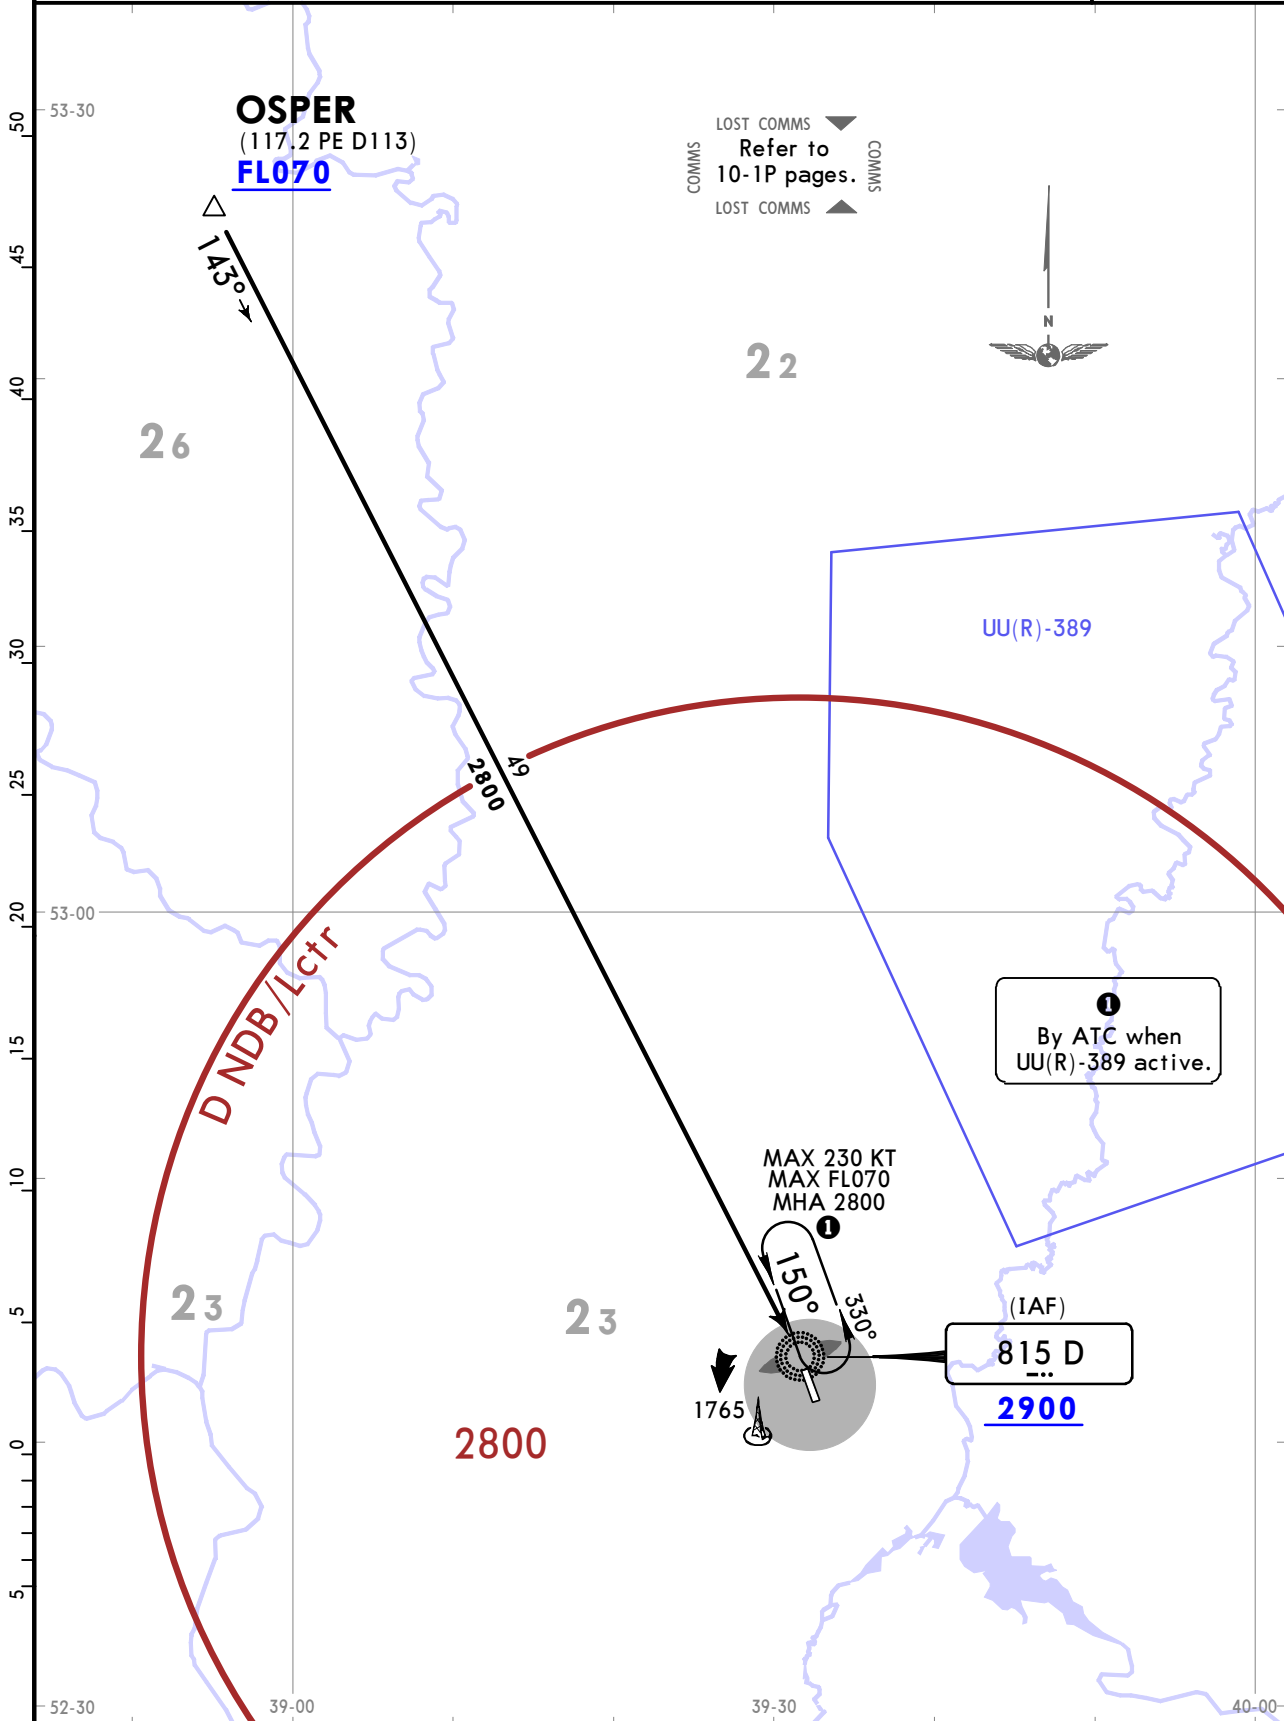 53-30
OSPER
(117.2 PE D113)
FL070
LOST COMMS
COMMS
Refer to
10-1P pages.
COMMS
LOST COMMS
143°
N
22
26
UU(R)-389
49
2800
53-00
D NDB/Lctr
1
By ATC when
UU(R)-389 active.
MAX 230 KT
MAX FL070
MHA 2800
1
150°
330°
23
23
(IAF)
815 D
2900
1765
2800
52-30
39-00
39-30
40-00
50
45
40
35
30
25
20
15
10
5
0
5